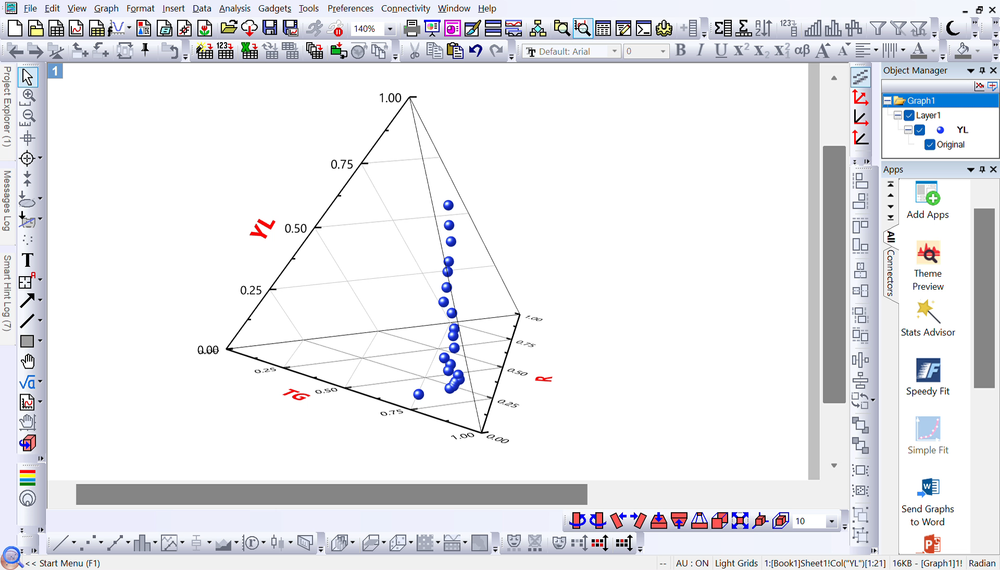 File Edit View Graph Format Insert Data Analysis Gadgets Tools Preferences Connectivity Window Help
140%
Default: Arial 0
B I U X² X₂ αβ A A A
Project Explorer (1)
Messages Log
Smart Hint Log (7)
1
1.00
0.75
0.50
0.25
0.00
YL
0.25
0.50
0.75
1.00
TG
0.00
0.25
0.50
0.75
1.00
R
Object Manager
Graph1
Layer1
YL
Original
Apps
All
Connectors
Add Apps
Theme
Preview
Stats Advisor
Speedy Fit
Simple Fit
Send Graphs
to Word
10
<< Start Menu (F1)
-- AU : ON Light Grids 1:[Book1]Sheet1!Col("YL")[1:21] 16KB - [Graph1]1! Radian